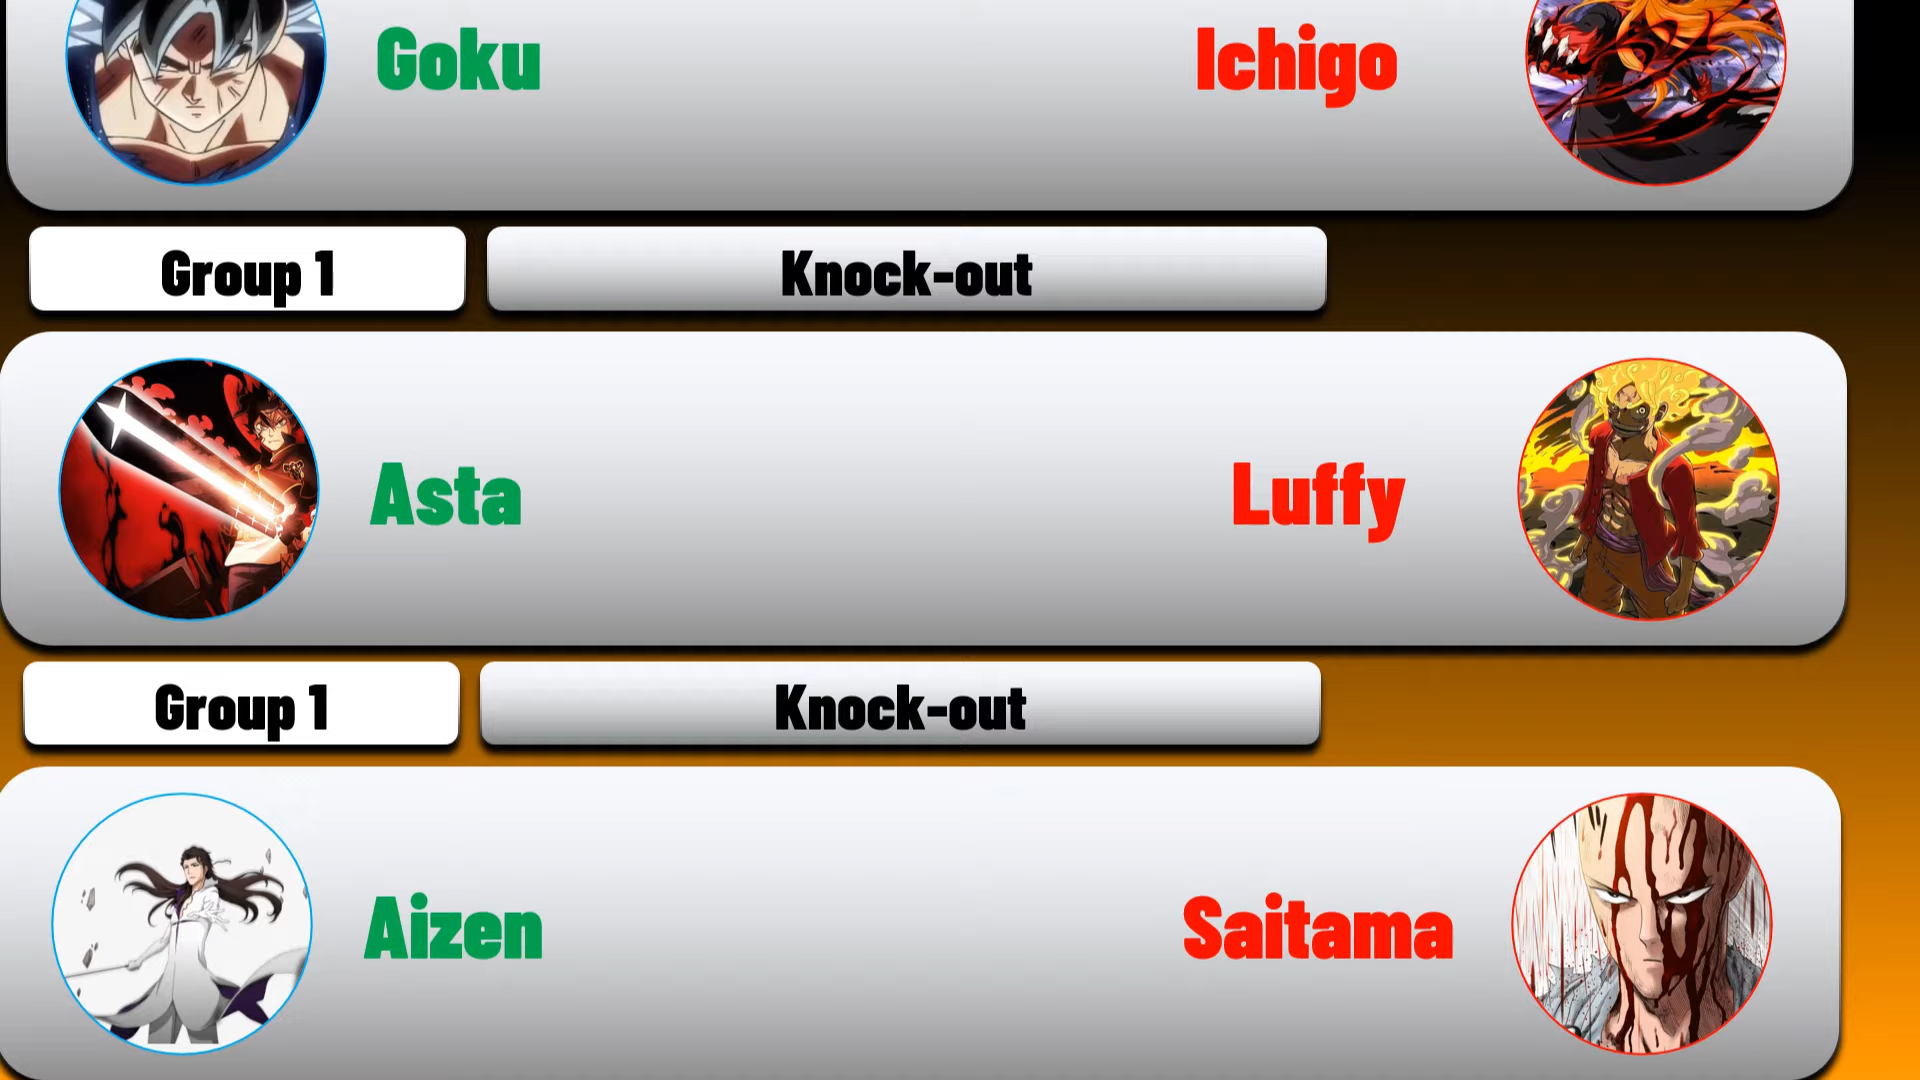 Goku
Ichigo
Group 1
Knock-out
Asta
Luffy
Group 1
Knock-out
Aizen
Saitama